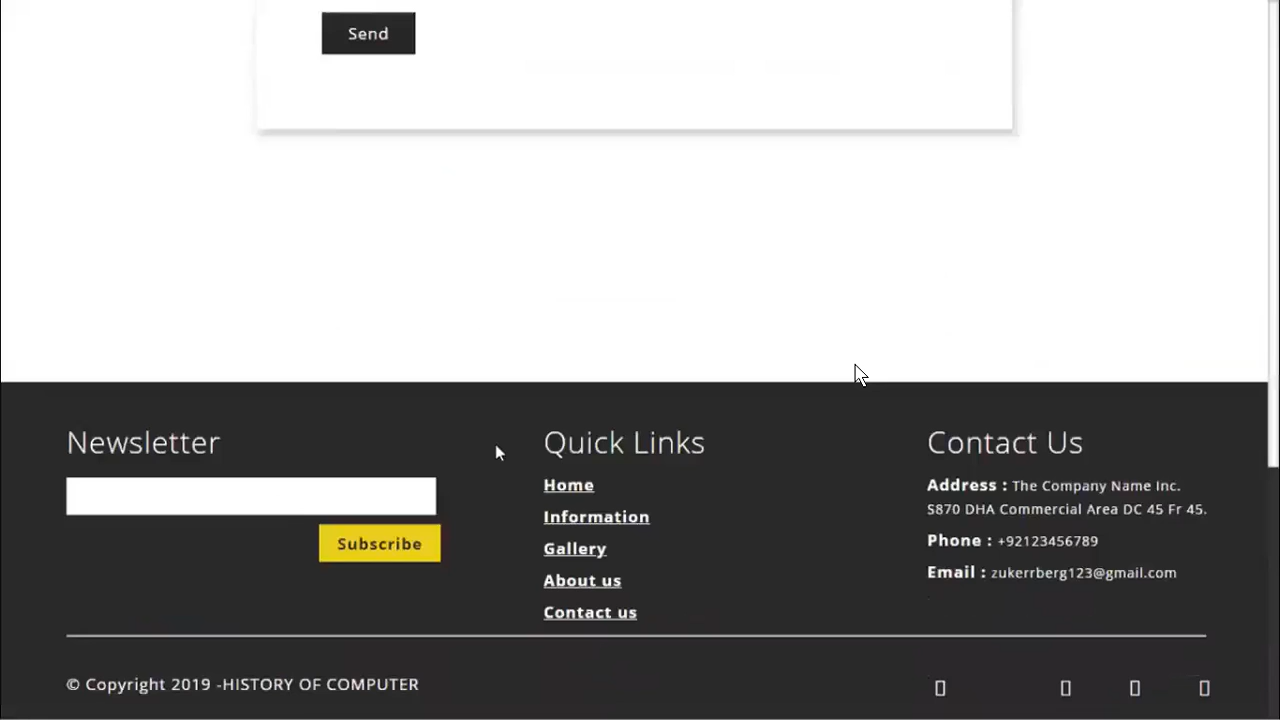 Send
Newsletter
Subscribe
Quick Links
Home
Information
Gallery
About us
Contact us
Contact Us
Address : The Company Name Inc.
S870 DHA Commercial Area DC 45 Fr 45.
Phone : +92123456789
Email : zukerrberg123@gmail.com
© Copyright 2019 -HISTORY OF COMPUTER